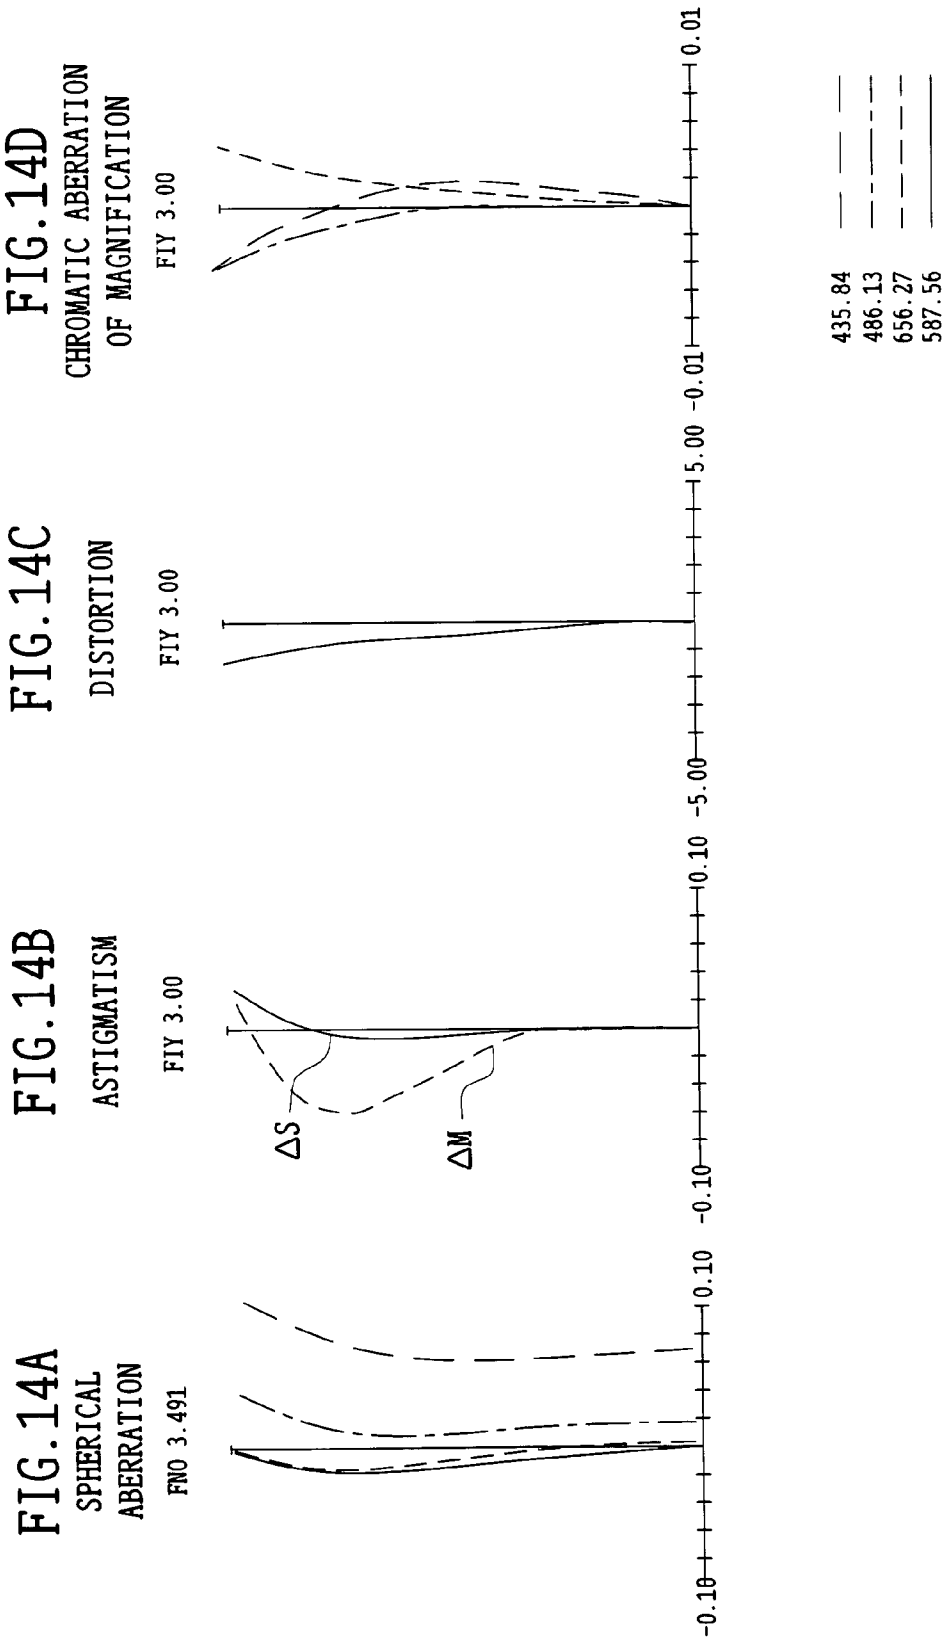 FIG.14A
SPHERICAL
ABERRATION
FNO 3.491
-0.10
0.10
FIG.14B
ASTIGMATISM
FIY 3.00
ΔS
ΔM
-0.10
0.10
FIG.14C
DISTORTION
FIY 3.00
-5.00
5.00
FIG.14D
CHROMATIC ABERRATION
OF MAGNIFICATION
FIY 3.00
-0.01
0.01
435.84
486.13
656.27
587.56